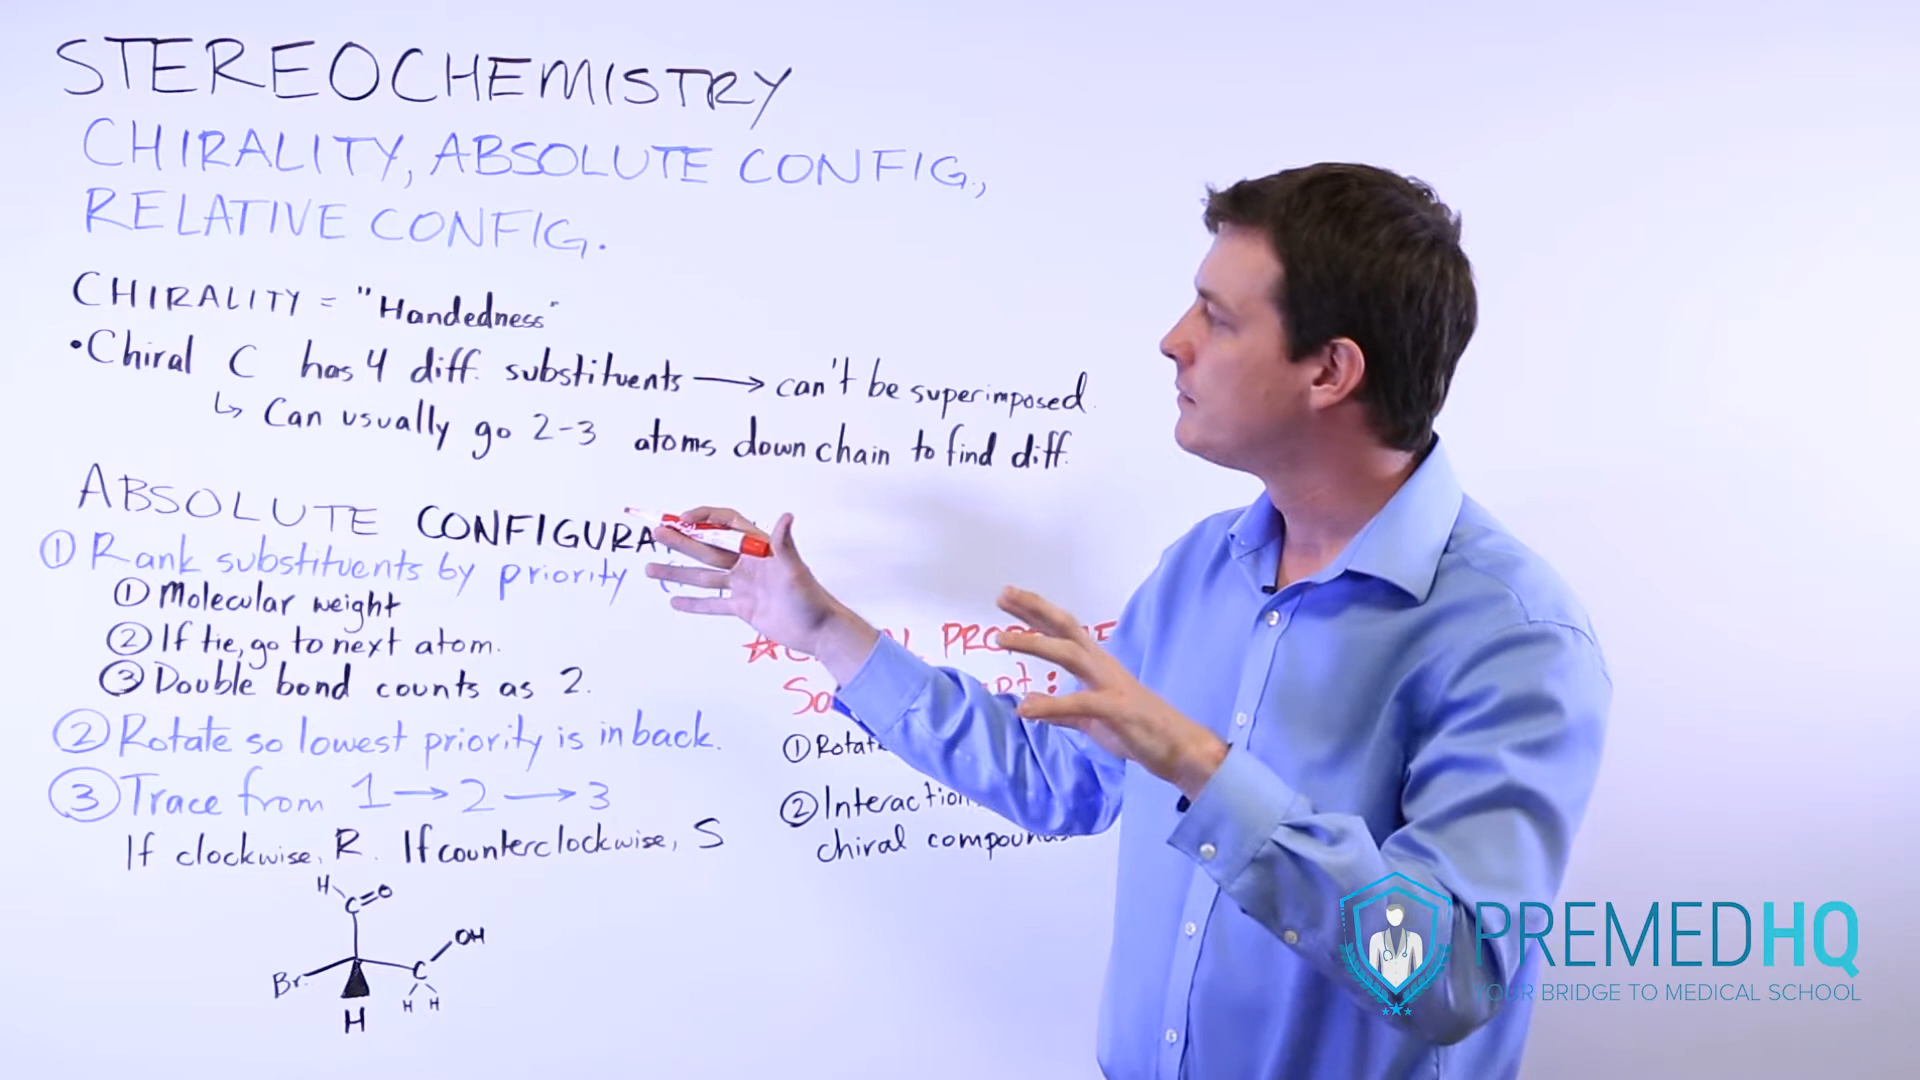 STEREOCHEMISTRY
CHIRALITY, ABSOLUTE CONFIG.,
RELATIVE CONFIG.
CHIRALITY = "Handedness"
• Chiral C has 4 diff. substituents → can't be superimposed.
↳ Can usually go 2-3 atoms down chain to find diff.
ABSOLUTE CONFIGURA
① Rank substituents by priority
① Molecular weight
② If tie, go to next atom.
③ Double bond counts as 2.
② Rotate so lowest priority is in back.
③ Trace from 1 → 2 → 3
If clockwise, R. If counterclockwise, S
H C=O
Br C OH
H H H
① Rotat
② Interaction
chiral compounds
PREMEDHQ
YOUR BRIDGE TO MEDICAL SCHOOL